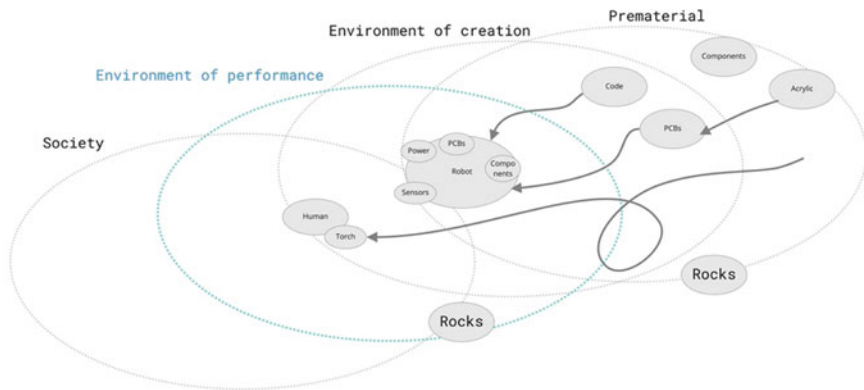 Prematerial
Environment of creation
Components
Environment of performance
Code
Acrylic
PCBs
Society
Power
PCBs
Robot
Compo
nents
Sensors
Human
Torch
Rocks
Rocks